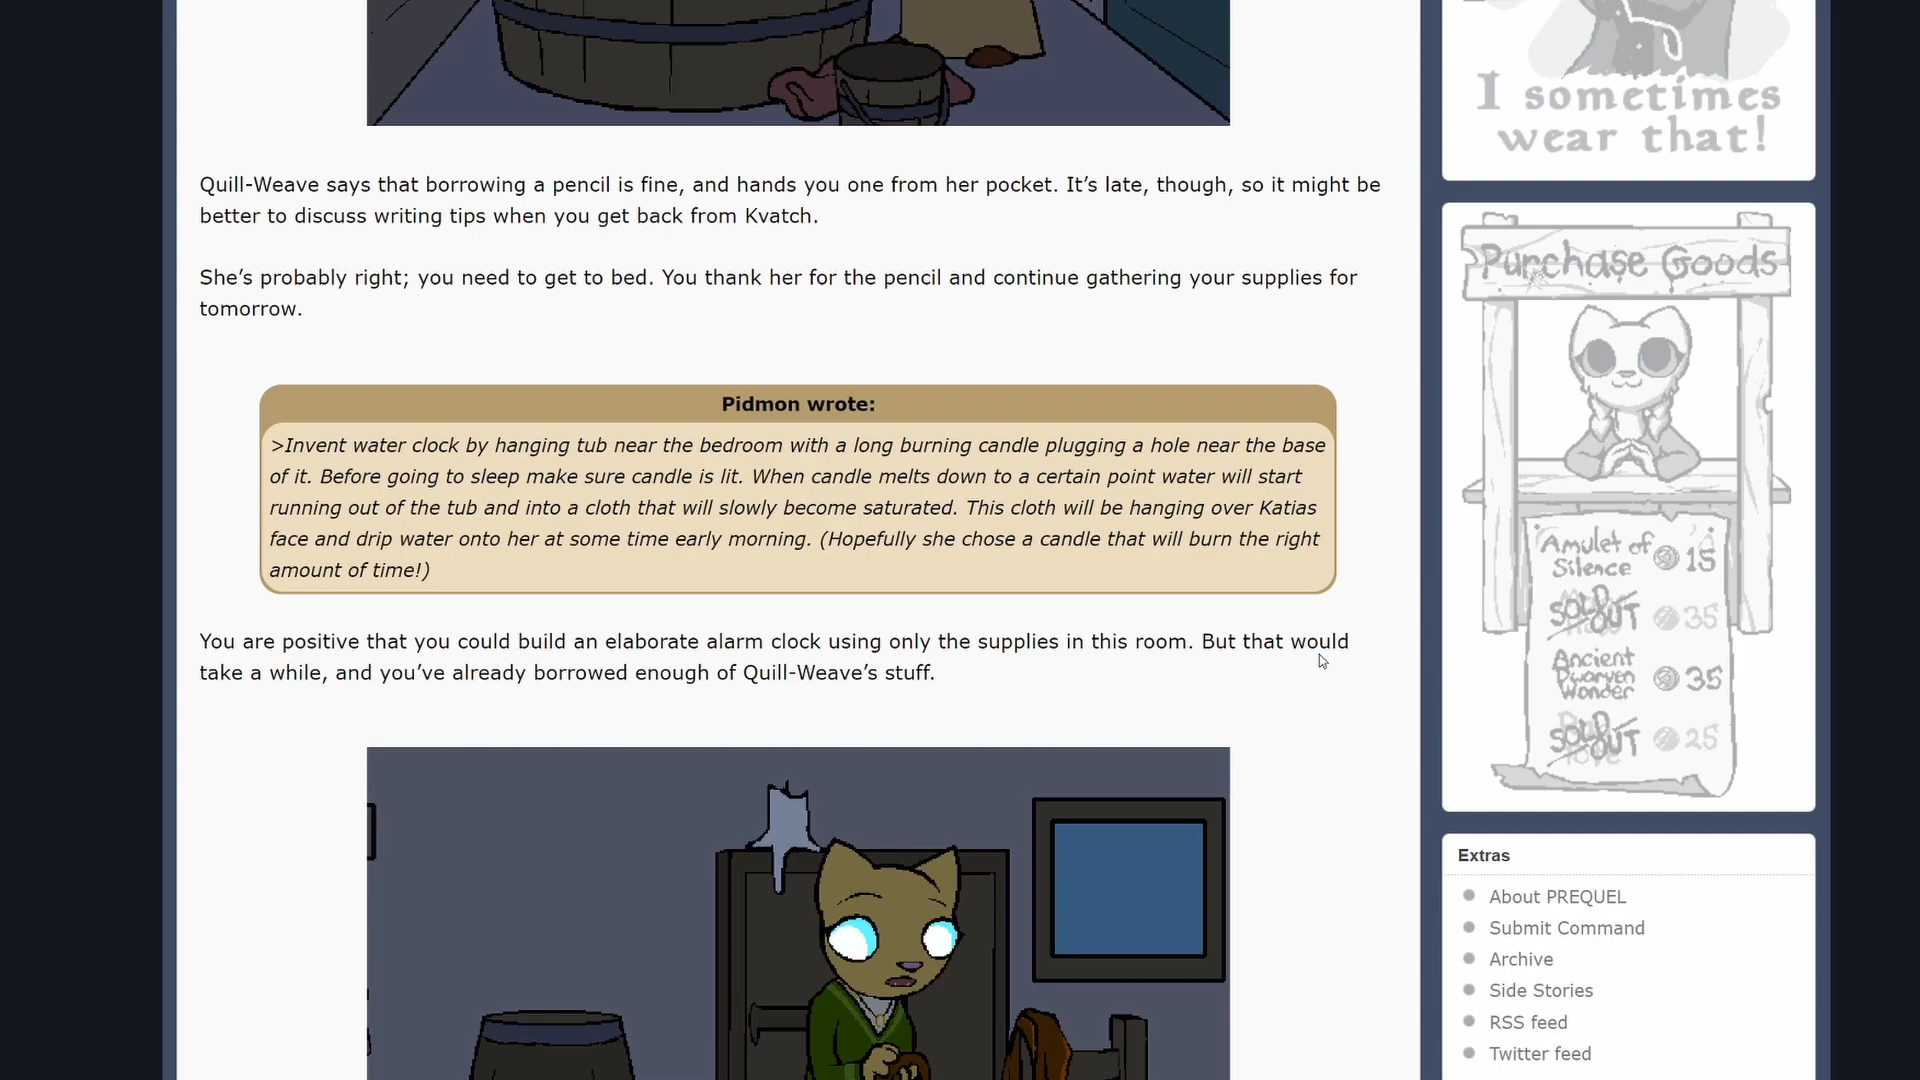 Quill-Weave says that borrowing a pencil is fine, and hands you one from her pocket. It’s late, though, so it might be
better to discuss writing tips when you get back from Kvatch.
She’s probably right; you need to get to bed. You thank her for the pencil and continue gathering your supplies for
tomorrow.
Pidmon wrote:
>Invent water clock by hanging tub near the bedroom with a long burning candle plugging a hole near the base
of it. Before going to sleep make sure candle is lit. When candle melts down to a certain point water will start
running out of the tub and into a cloth that will slowly become saturated. This cloth will be hanging over Katias
face and drip water onto her at some time early morning. (Hopefully she chose a candle that will burn the right
amount of time!)
You are positive that you could build an elaborate alarm clock using only the supplies in this room. But that would
take a while, and you’ve already borrowed enough of Quill-Weave’s stuff.
I sometimes
wear that!
Purchase Goods
Amulet of
Silence 15
SOLD OUT 35
Ancient
Dwarven
Wonder 35
SOLD OUT 25
Extras
About PREQUEL
Submit Command
Archive
Side Stories
RSS feed
Twitter feed